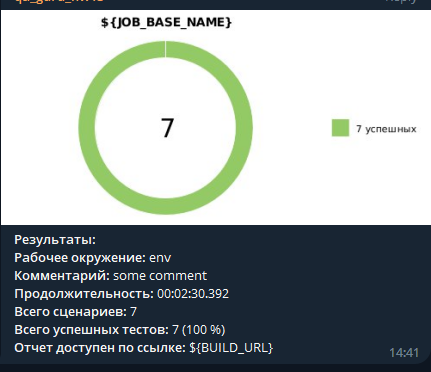 ${JOB_BASE_NAME}
7
7 успешных
Результаты:
Рабочее окружение: env
Комментарий: some comment
Продолжительность: 00:02:30.392
Всего сценариев: 7
Всего успешных тестов: 7 (100 %)
Отчет доступен по ссылке: ${BUILD_URL}
14:41